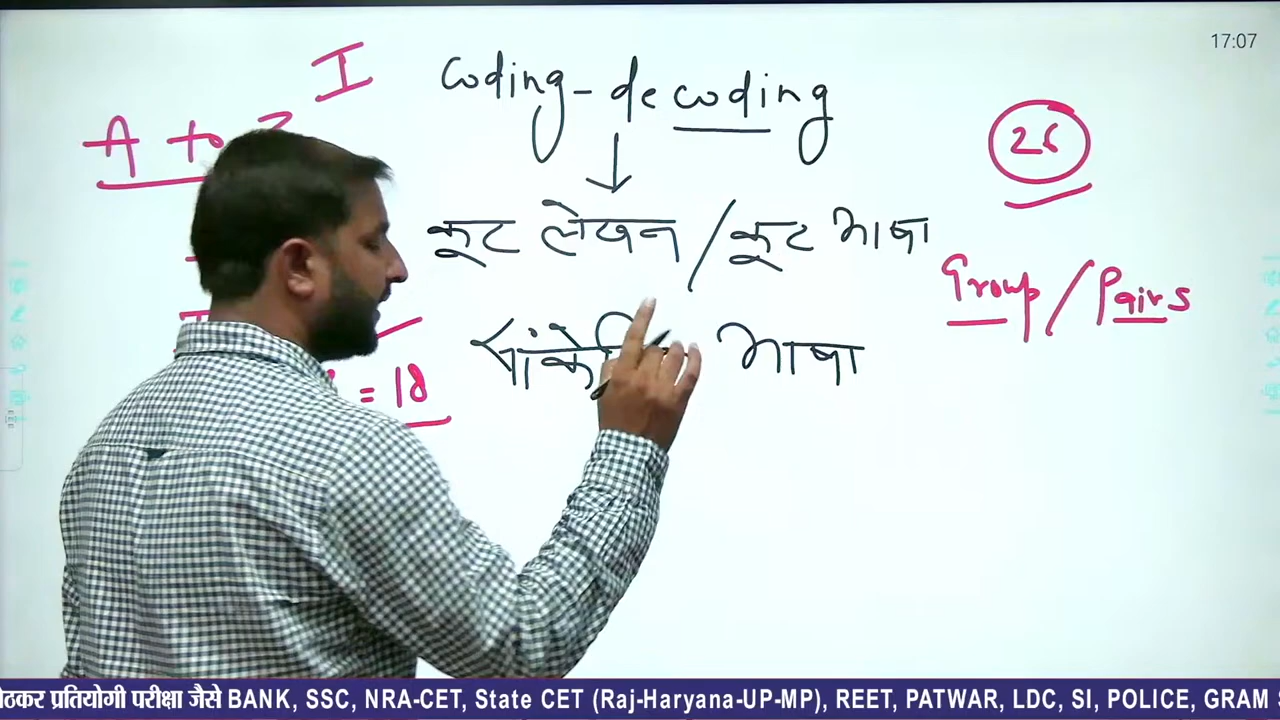 17:07
I
Coding-decoding
A to
26
कूट लेखन / कूट भाषा
Group / Pairs
भाषा
= 18
प्रतियोगी परीक्षा जैसे BANK, SSC, NRA-CET, State CET (Raj-Haryana-UP-MP), REET, PATWAR, LDC, SI, POLICE, GRAM